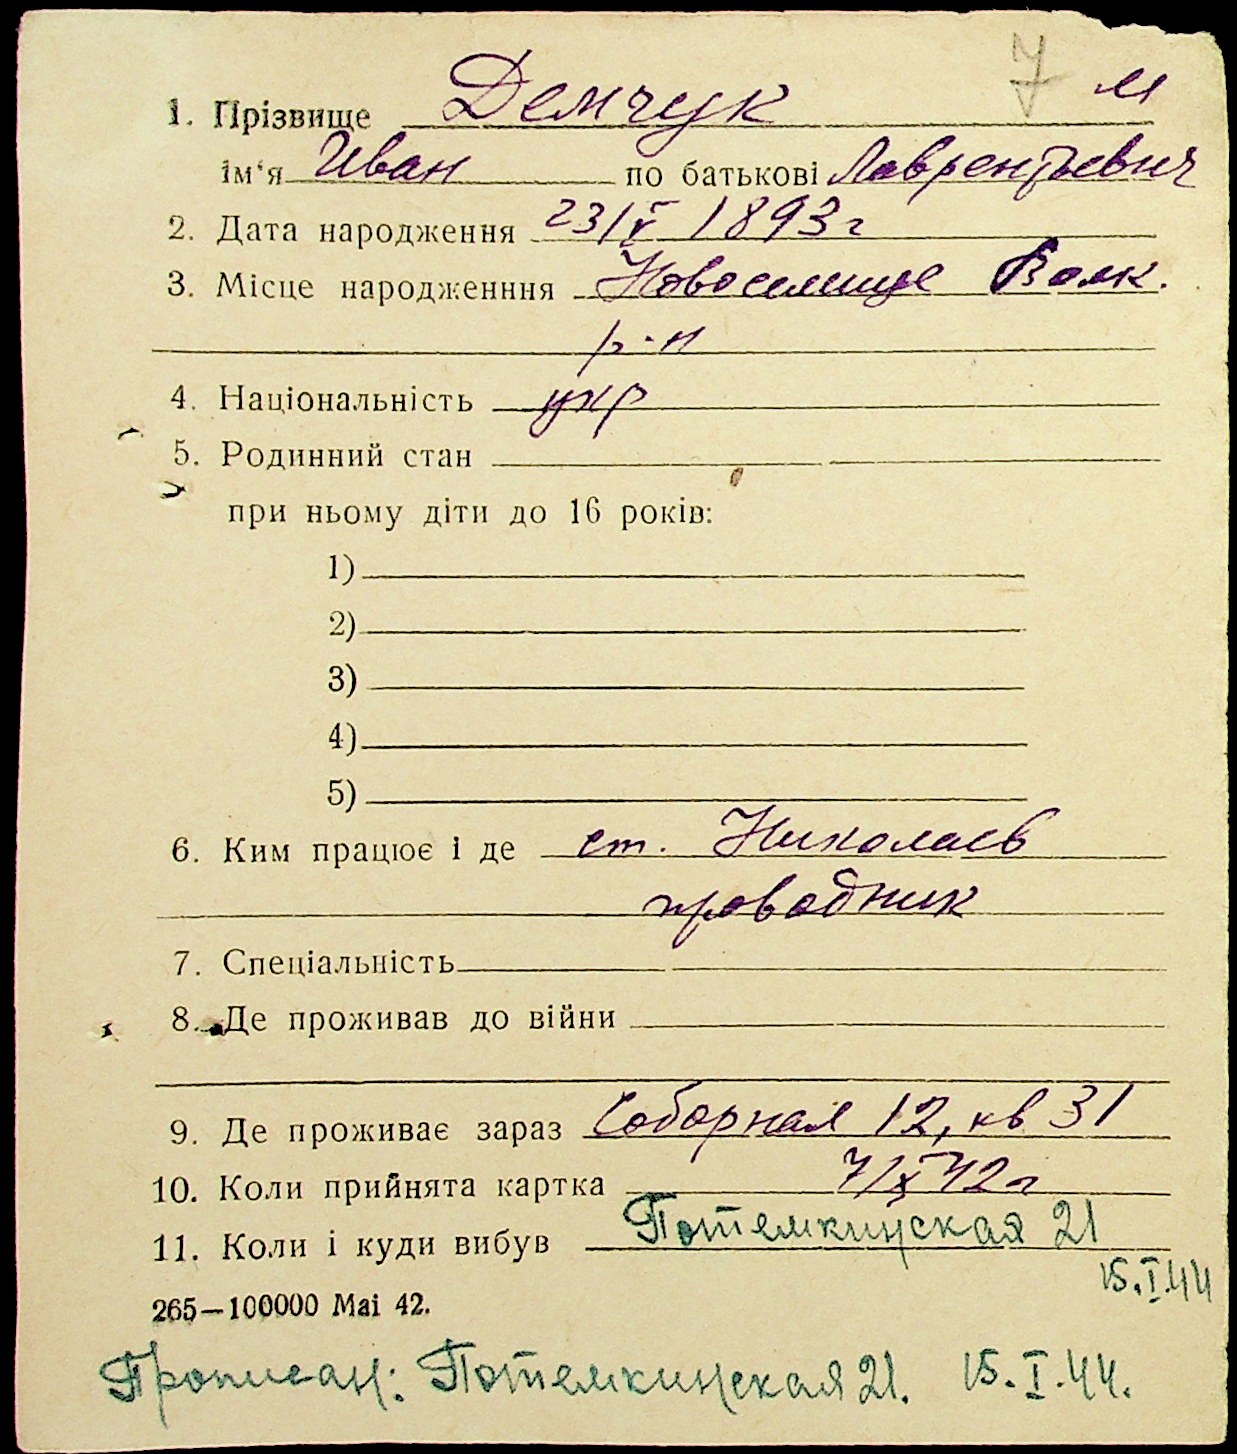 7 м
1. Прізвище Демчук
ім'я Иван по батькові Лаврентьевич
2. Дата народження 23/V 1893 г
3. Місце народженння Новоселище Волк.
р-н
4. Національність укр
5. Родинний стан
при ньому діти до 16 років:
1)
2)
3)
4)
5)
6. Ким працює і де ст. Николаев
проводник
7. Спеціальність
8. Де проживав до війни
9. Де проживає зараз Соборная 12, кв 31
10. Коли прийнята картка 7/X 42 г
11. Коли і куди вибув Потемкинская 21
15.I.44
265—100000 Mai 42.
Прописан: Потемкинская 21. 15.I.44.